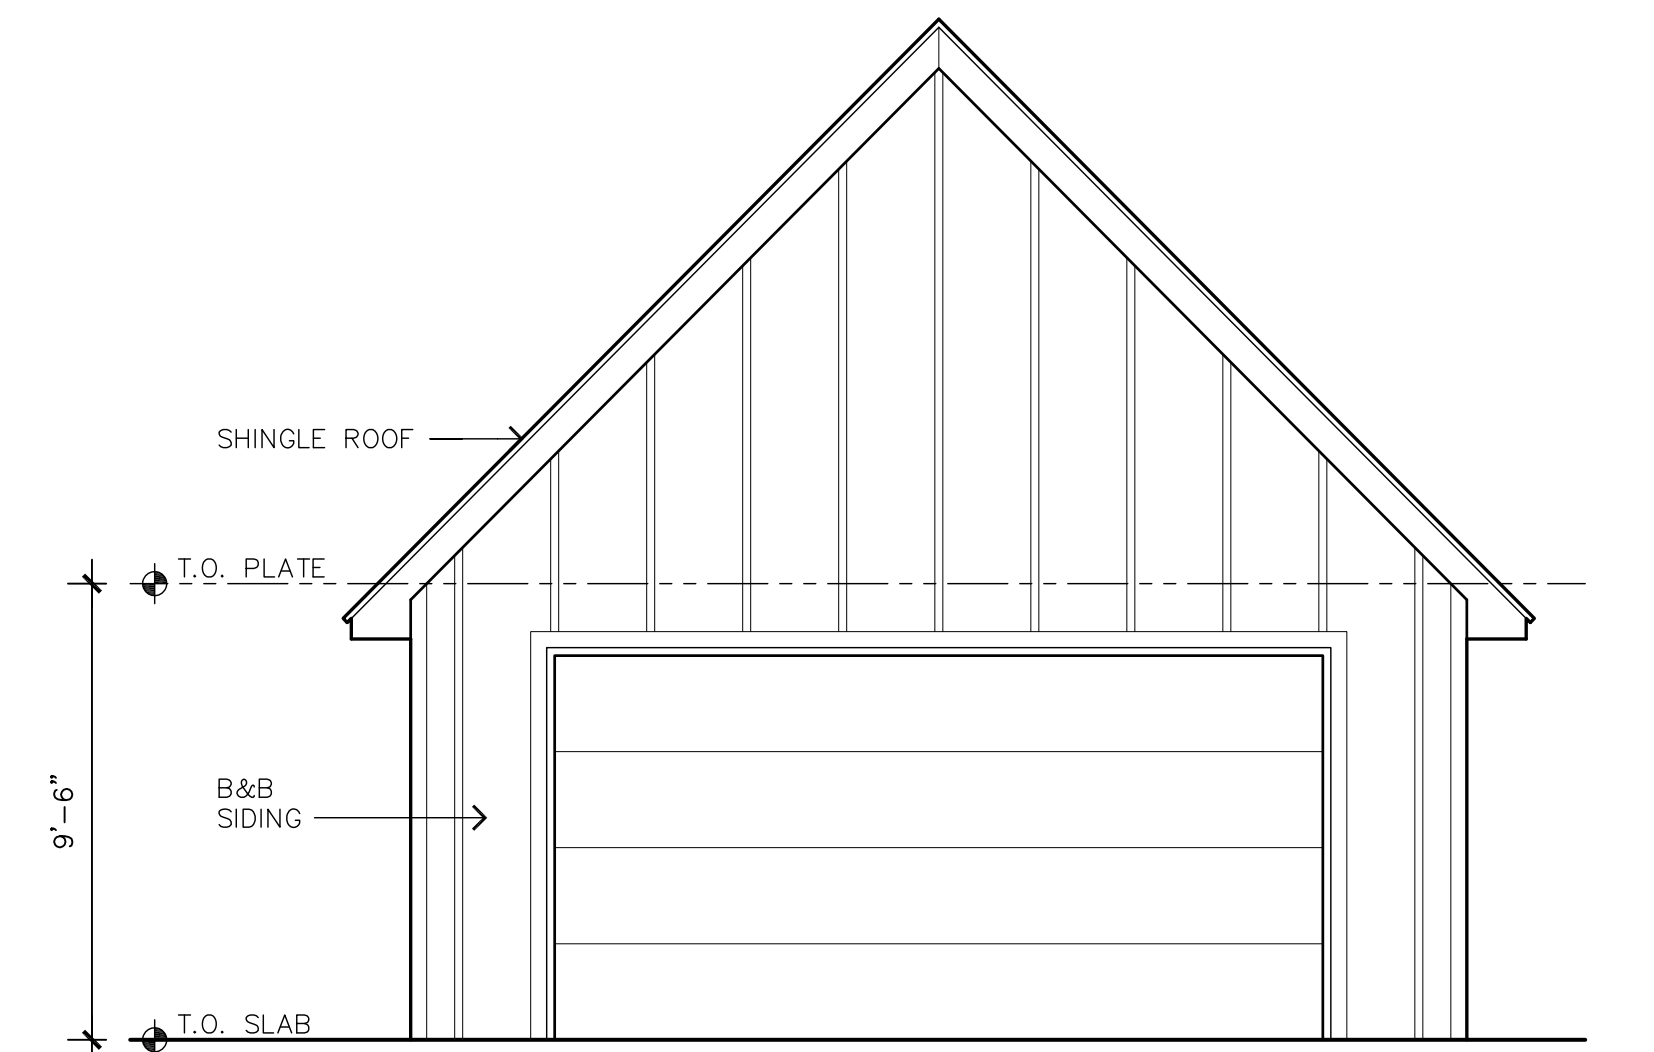 SHINGLE ROOF
T.O. PLATE
9'-6"
B&B
SIDING
T.O. SLAB